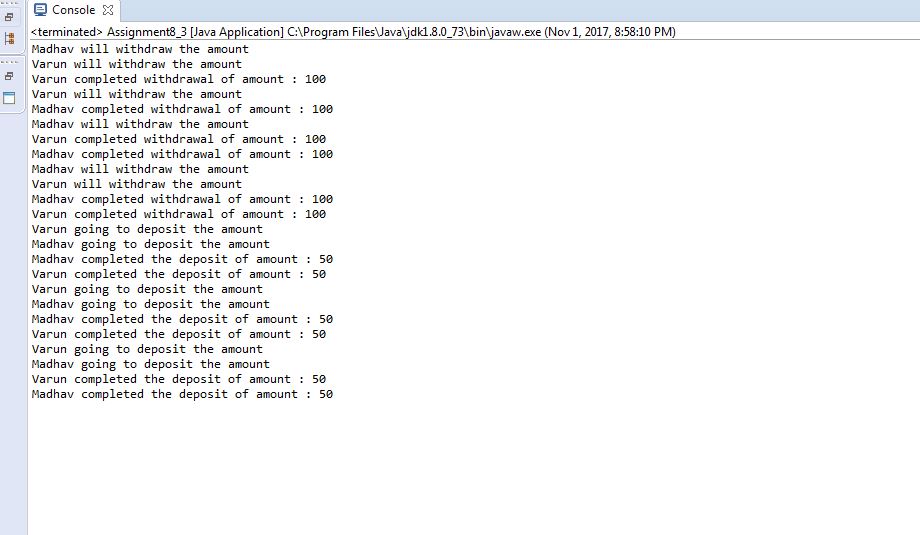 Console
<terminated> Assignment8_3 [Java Application] C:\Program Files\Java\jdk1.8.0_73\bin\javaw.exe (Nov 1, 2017, 8:58:10 PM)
Madhav will withdraw the amount
Varun will withdraw the amount
Varun completed withdrawal of amount : 100
Varun will withdraw the amount
Madhav completed withdrawal of amount : 100
Madhav will withdraw the amount
Varun completed withdrawal of amount : 100
Madhav completed withdrawal of amount : 100
Madhav will withdraw the amount
Varun will withdraw the amount
Madhav completed withdrawal of amount : 100
Varun completed withdrawal of amount : 100
Varun going to deposit the amount
Madhav going to deposit the amount
Madhav completed the deposit of amount : 50
Varun completed the deposit of amount : 50
Varun going to deposit the amount
Madhav going to deposit the amount
Madhav completed the deposit of amount : 50
Varun completed the deposit of amount : 50
Varun going to deposit the amount
Madhav going to deposit the amount
Varun completed the deposit of amount : 50
Madhav completed the deposit of amount : 50